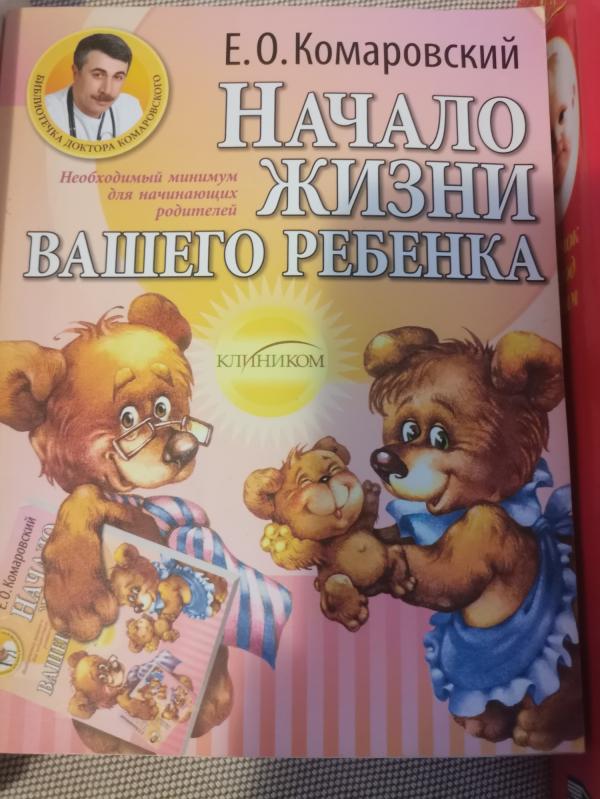 Е. О. Комаровский
БИБЛИОТЕЧКА ДОКТОРА КОМАРОВСКОГО
НАЧАЛО
ЖИЗНИ
ВАШЕГО РЕБЕНКА
Необходимый минимум
для начинающих
родителей
КЛИНИКОМ
Е. О. Комаровский
НАЧАЛО